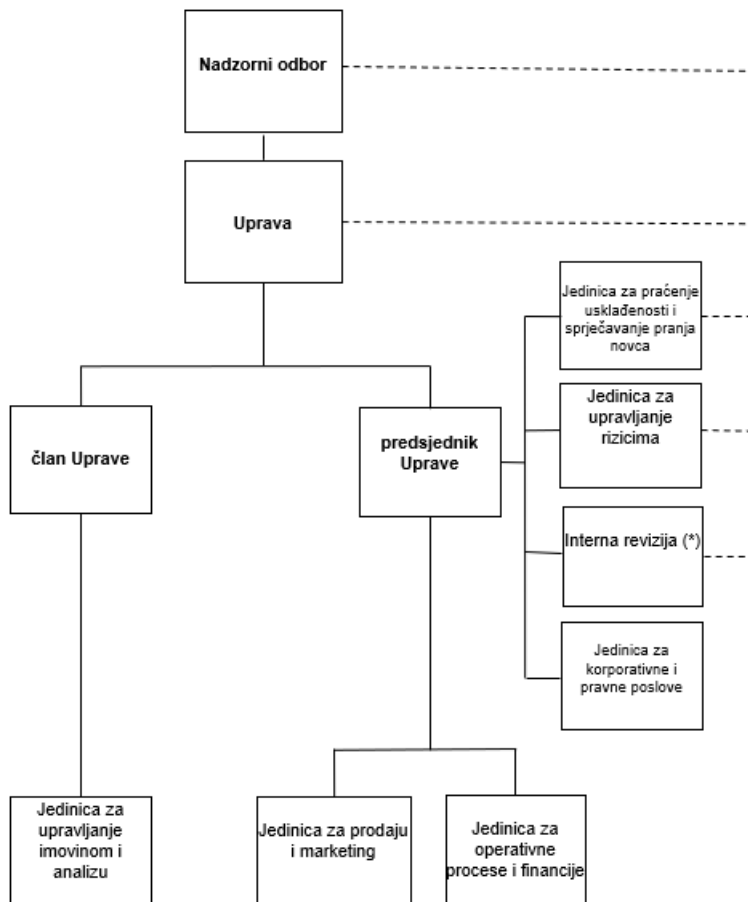 Nadzorni odbor
Uprava
Jedinica za praćenje
usklađenosti i
sprječavanje pranja
novca
Jedinica za
upravljanje
rizicima
član Uprave
predsjednik
Uprave
Interna revizija (*)
Jedinica za
korporativne i
pravne poslove
Jedinica za
upravljanje
imovinom i
analizu
Jedinica za prodaju
i marketing
Jedinica za
operativne
procese i financije